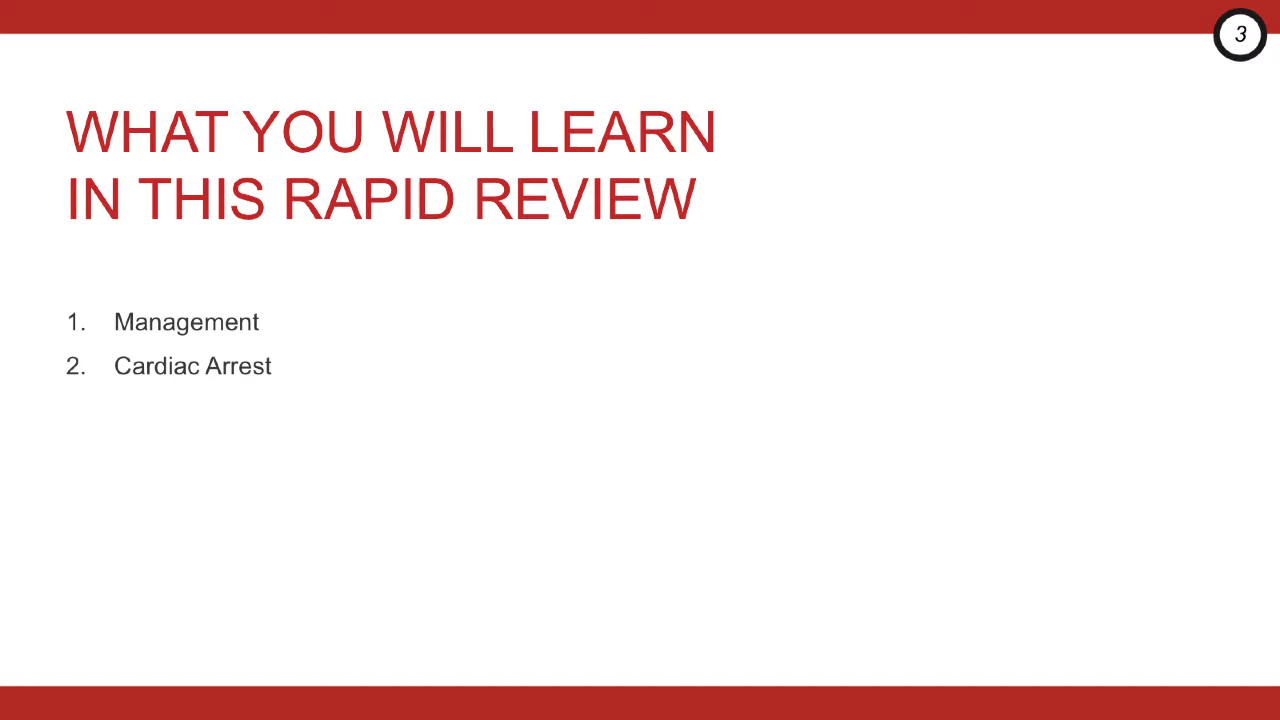 3
WHAT YOU WILL LEARN
IN THIS RAPID REVIEW
1. Management
2. Cardiac Arrest